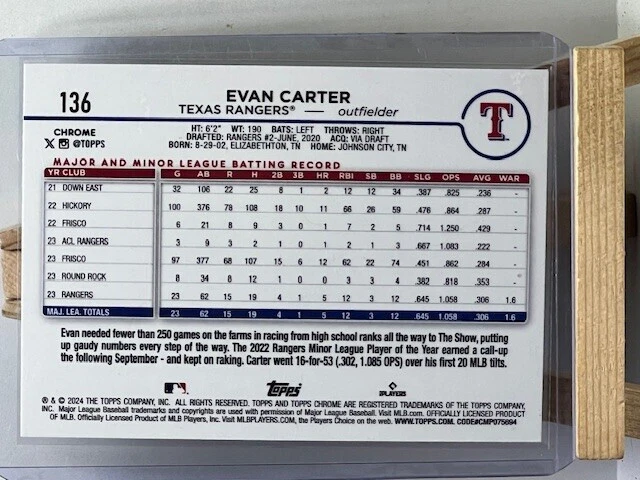 136
EVAN CARTER
TEXAS RANGERS® — outfielder
T
CHROME
X @TOPPS
HT: 6'2" WT: 190 BATS: LEFT THROWS: RIGHT
DRAFTED: RANGERS #2-JUNE, 2020 ACQ: VIA DRAFT
BORN: 8-29-02, ELIZABETHTON, TN HOME: JOHNSON CITY, TN
MAJOR AND MINOR LEAGUE BATTING RECORD
YR CLUB G AB R H 2B 3B HR RBI SB BB SLG OPS AVG WAR
21 DOWN EAST 32 106 22 25 8 1 2 12 12 34 .387 .825 .236 -
22 HICKORY 100 376 78 108 18 10 11 66 26 59 .476 .864 .287 -
22 FRISCO 6 21 8 9 3 0 1 7 2 5 .714 1.250 .429 -
23 ACL RANGERS 3 9 3 2 1 0 1 2 1 3 .667 1.083 .222 -
23 FRISCO 97 377 68 107 15 6 12 62 22 74 .451 .862 .284 -
23 ROUND ROCK 8 34 8 12 1 0 0 3 3 4 .382 .818 .353 -
23 RANGERS 23 62 15 19 4 1 5 12 3 12 .645 1.058 .306 1.6
MAJ. LEA. TOTALS 23 62 15 19 4 1 5 12 3 12 .645 1.058 .306 1.6
Evan needed fewer than 250 games on the farms in racing from high school ranks all the way to The Show, putting
up gaudy numbers every step of the way. The 2022 Rangers Minor League Player of the Year earned a call-up
the following September - and kept on raking. Carter went 16-for-53 (.302, 1.085 OPS) over his first 20 MLB tilts.
Topps
PLAYERS
® & © 2024 THE TOPPS COMPANY, INC. ALL RIGHTS RESERVED. TOPPS AND TOPPS CHROME ARE REGISTERED TRADEMARKS OF THE TOPPS COMPANY,
INC. Major League Baseball trademarks and copyrights are used with permission of Major League Baseball. Visit MLB.com. OFFICIALLY LICENSED PRODUCT
OF MLB. Officially Licensed Product of MLB Players, Inc. Visit MLBPLAYERS.COM, the Players Choice on the web. WWW.TOPPS.COM. CODE#CMP075894